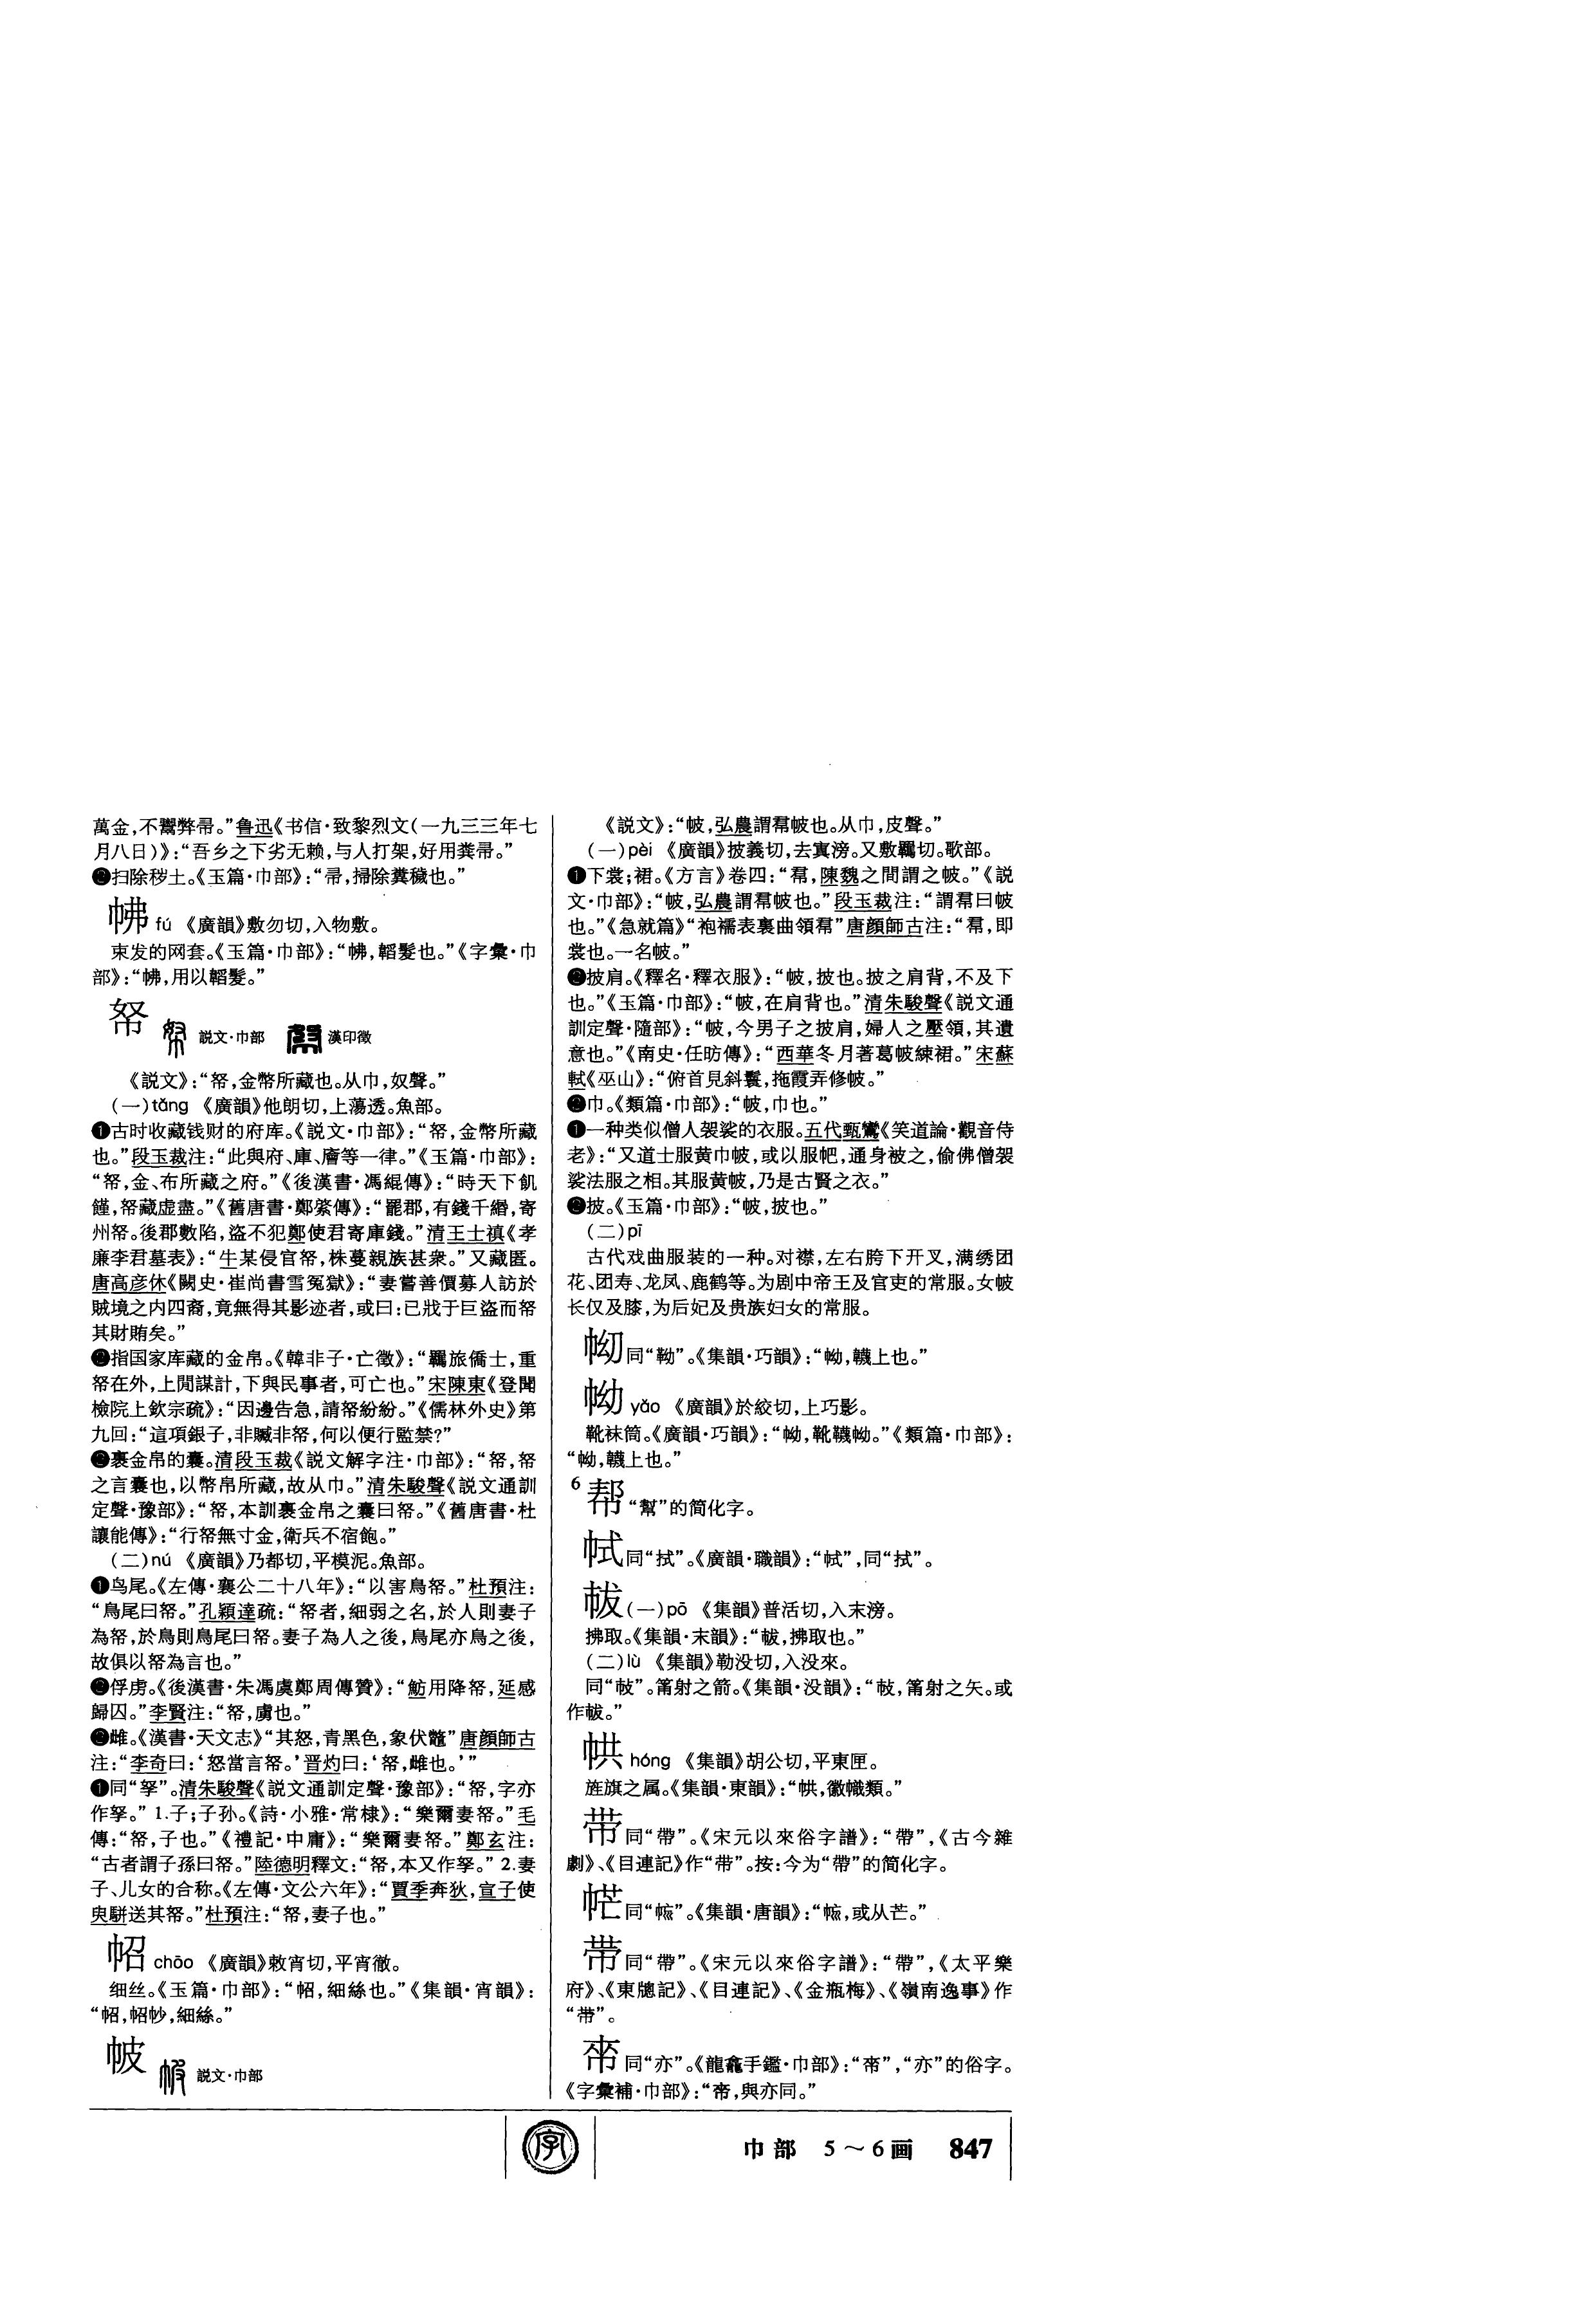 萬金,不鬻弊帚。”鲁迅《书信·致黎烈文(一九三三年七
月八日)》:“吾乡之下劣无赖,与人打架,好用粪帚。”
❷扫除秽土。《玉篇·巾部》:“帚,掃除糞穢也。”
帗 fú 《廣韻》敷勿切,入物敷。
束发的网套。《玉篇·巾部》:“㡊,韜髮也。”《字彙·巾
部》:“㡊,用以韜髮。”
帑 説文·巾部 漢印徵
《説文》:“帑,金幣所藏也。从巾,奴聲。”
(一)tǎng 《廣韻》他朗切,上蕩透。魚部。
❶古时收藏钱财的府库。《説文·巾部》:“帑,金幣所藏
也。”段玉裁注:“此與府、庫、廥等一律。”《玉篇·巾部》:
“帑,金、布所藏之府。”《後漢書·馮緄傳》:“時天下飢
饉,帑藏虚盡。”《舊唐書·鄭綮傳》:“罷郡,有錢千緡,寄
州帑。後郡數陷,盜不犯鄭使君寄庫錢。”清王士禛《孝
廉李君墓表》:“牛某侵官帑,株蔓親族甚衆。”又藏匿。
唐高彦休《闕史·崔尚書雪冤獄》:“妻嘗善價募人訪於
賊境之内四裔,竟無得其影迹者,或曰:已戕于巨盜而帑
其財賄矣。”
❷指国家库藏的金帛。《韓非子·亡徵》:“羈旅僑士,重
帑在外,上閒謀計,下與民事者,可亡也。”宋陳東《登聞
檢院上欽宗疏》:“因邊告急,請帑紛紛。”《儒林外史》第
九回:“這項銀子,非贓非帑,何以便行監禁?”
❸裹金帛的囊。清段玉裁《説文解字注·巾部》:“帑,帑
之言囊也,以幣帛所藏,故从巾。”清朱駿聲《説文通訓
定聲·豫部》:“帑,本訓裹金帛之囊曰帑。”《舊唐書·杜
讓能傳》:“行帑無寸金,衛兵不宿飽。”
(二)nú 《廣韻》乃都切,平模泥。魚部。
❶鸟尾。《左傳·襄公二十八年》:“以害鳥帑。”杜預注:
“鳥尾曰帑。”孔穎達疏:“帑者,細弱之名,於人則妻子
為帑,於鳥則鳥尾曰帑。妻子為人之後,鳥尾亦鳥之後,
故俱以帑為言也。”
❷俘虏。《後漢書·朱馮虞鄭周傳贊》:“魴用降帑,延感
歸囚。”李賢注:“帑,虜也。”
❸雌。《漢書·天文志》“其怒,青黑色,象伏鼈”唐顔師古
注:“李奇曰:‘怒當言帑。’晋灼曰:‘帑,雌也。’”
❶同“孥”。清朱駿聲《説文通訓定聲·豫部》:“帑,字亦
作孥。” 1.子;子孙。《詩·小雅·常棣》:“樂爾妻帑。”毛
傳:“帑,子也。”《禮記·中庸》:“樂爾妻帑。”鄭玄注:
“古者謂子孫曰帑。”陸德明釋文:“帑,本又作孥。” 2.妻
子、儿女的合称。《左傳·文公六年》:“賈季奔狄,宣子使
臾駢送其帑。”杜預注:“帑,妻子也。”
㡈 chāo 《廣韻》敕宵切,平宵徹。
细丝。《玉篇·巾部》:“㡈,細絲也。”《集韻·宵韻》:
“㡈,㡈㡋,細絲。”
帔 説文·巾部
《説文》:“帔,弘農謂帬帔也。从巾,皮聲。”
(一)pèi 《廣韻》披義切,去寘滂。又敷羈切。歌部。
❶下裳;裙。《方言》卷四:“帬,陳魏之間謂之帔。”《説
文·巾部》:“帔,弘農謂帬帔也。”段玉裁注:“謂帬曰帔
也。”《急就篇》“袍襦表裏曲領帬”唐顔師古注:“帬,即
裳也。一名帔。”
❷披肩。《釋名·釋衣服》:“帔,披也。披之肩背,不及下
也。”《玉篇·巾部》:“帔,在肩背也。”清朱駿聲《説文通
訓定聲·隨部》:“帔,今男子之披肩,婦人之壓領,其遺
意也。”《南史·任昉傳》:“西華冬月著葛帔練裙。”宋蘇
軾《巫山》:“俯首見斜鬟,拖霞弄修帔。”
❸巾。《類篇·巾部》:“帔,巾也。”
❶一种类似僧人袈裟的衣服。五代甄鸞《笑道論·觀音侍
老》:“又道士服黄巾帔,或以服帊,通身被之,偷佛僧袈
裟法服之相。其服黄帔,乃是古賢之衣。”
❷披。《玉篇·巾部》:“帔,披也。”
(二)pī
古代戏曲服装的一种。对襟,左右胯下开叉,满绣团
花、团寿、龙凤、鹿鹤等。为剧中帝王及官吏的常服。女帔
长仅及膝,为后妃及贵族妇女的常服。
同“靿”。《集韻·巧韻》:“㡑,韈上也。”
㡑 yǎo 《廣韻》於絞切,上巧影。
靴袜筒。《廣韻·巧韻》:“㡑,靴韈㡑。”《類篇·巾部》:
“㡑,韈上也。”
6
帮 “幫”的简化字。
㡉同“拭”。《廣韻·職韻》:“㡉”,同“拭”。
(一)pō 《集韻》普活切,入末滂。
拂取。《集韻·末韻》:“,拂取也。”
(二)lù 《集韻》勒没切,入没來。
同“”。筩射之箭。《集韻·没韻》:“,筩射之矢。或
作。”
㤨 hóng 《集韻》胡公切,平東匣。
旌旗之属。《集韻·東韻》:“,徽幟類。”
带同“帶”。《宋元以來俗字譜》:“帶”,《古今雜
劇》、《目連記》作“带”。按:今为“帶”的简化字。
同“㡆”。《集韻·唐韻》:“㡆,或从芒。”
同“帶”。《宋元以來俗字譜》:“帶”,《太平樂
府》、《東牕記》、《目連記》、《金瓶梅》、《嶺南逸事》作
“”。
同“亦”。《龍龕手鑑·巾部》:“”,“亦”的俗字。
《字彙補·巾部》:“,與亦同。”
字
巾部 5～6画 847